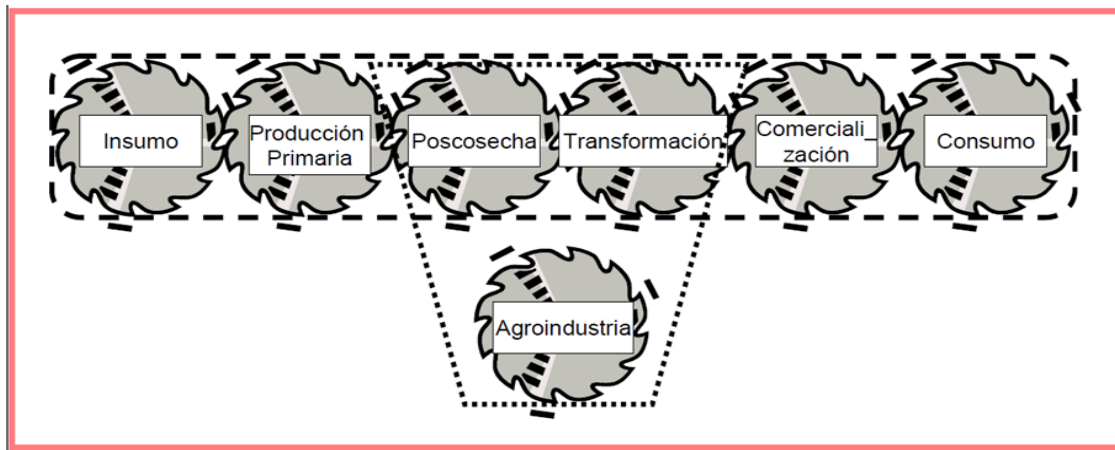 Insumo
Producción
Primaria
Poscosecha
Transformación
Comerciali_
zación
Consumo
Agroindustria